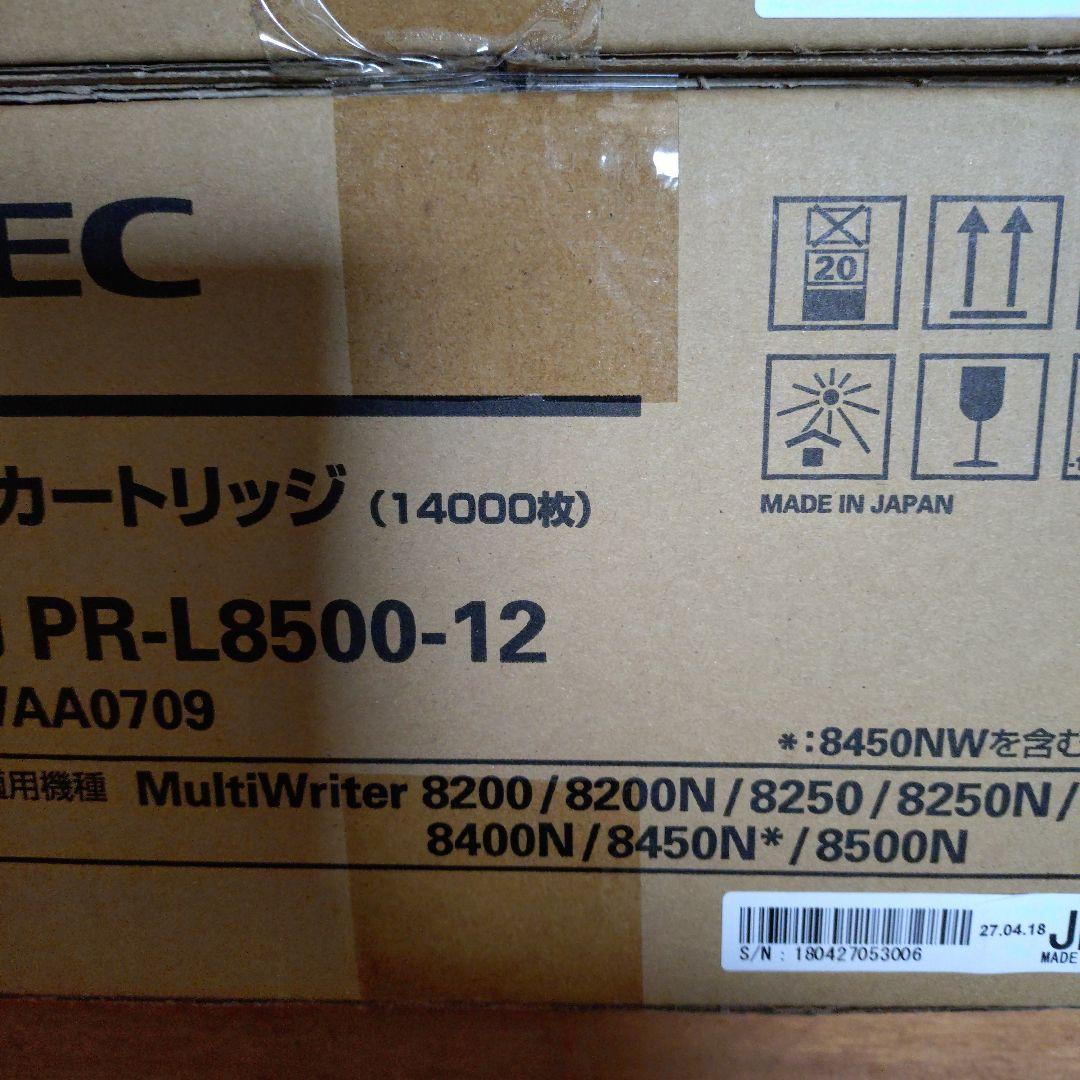 EC
20
カートリッジ (14000枚)
MADE IN JAPAN
PR-L8500-12
AA0709
*:8450NWを含む
適用機種 MultiWriter 8200/8200N/8250/8250N/
8400N/8450N*/8500N
27.04.18
S/N : 180427053006
MADE